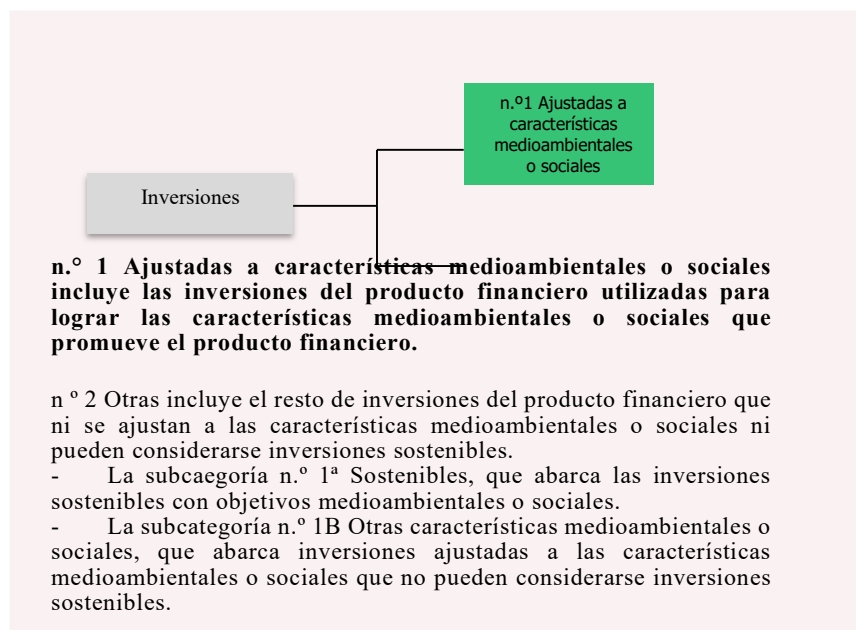 n.º1 Ajustadas a
características
medioambientales
o sociales
Inversiones
n.° 1 Ajustadas a características medioambientales o sociales
incluye las inversiones del producto financiero utilizadas para
lograr las características medioambientales o sociales que
promueve el producto financiero.
n º 2 Otras incluye el resto de inversiones del producto financiero que
ni se ajustan a las características medioambientales o sociales ni
pueden considerarse inversiones sostenibles.
- La subcaegoría n.º 1ª Sostenibles, que abarca las inversiones
sostenibles con objetivos medioambientales o sociales.
- La subcategoría n.º 1B Otras características medioambientales o
sociales, que abarca inversiones ajustadas a las características
medioambientales o sociales que no pueden considerarse inversiones
sostenibles.